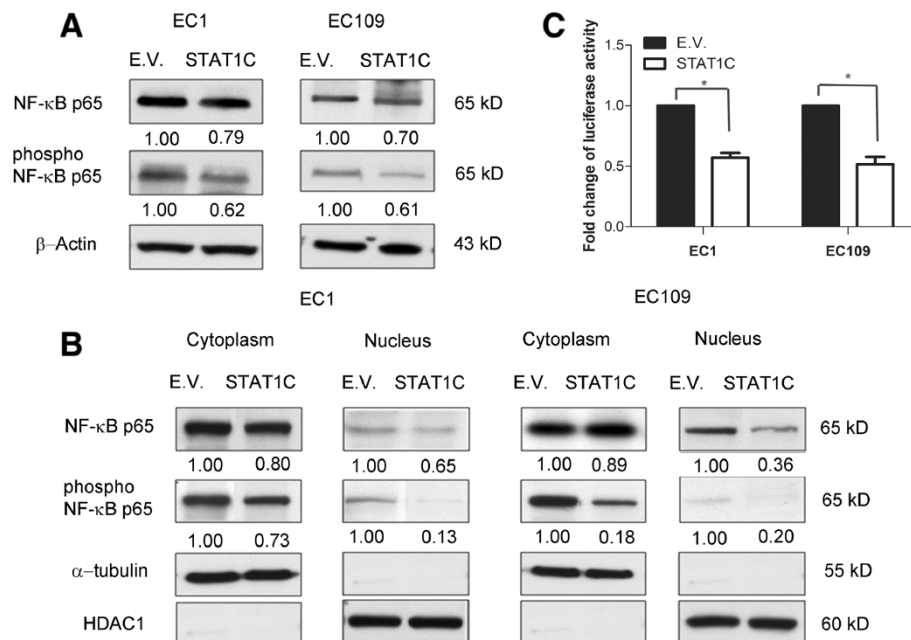 A
EC1 EC109
E.V. STAT1C E.V. STAT1C
NF-κB p65 65 kD
1.00 0.79 1.00 0.70
phospho
NF-κB p65 65 kD
1.00 0.62 1.00 0.61
β–Actin 43 kD
C
E.V.
STAT1C
Fold change of luciferase activity
1.5
1.0
0.5
0.0
* *
EC1 EC109
B
EC1 EC109
Cytoplasm Nucleus Cytoplasm Nucleus
E.V. STAT1C E.V. STAT1C E.V. STAT1C E.V. STAT1C
NF-κB p65 65 kD
1.00 0.80 1.00 0.65 1.00 0.89 1.00 0.36
phospho
NF-κB p65 65 kD
1.00 0.73 1.00 0.13 1.00 0.18 1.00 0.20
α–tubulin 55 kD
HDAC1 60 kD